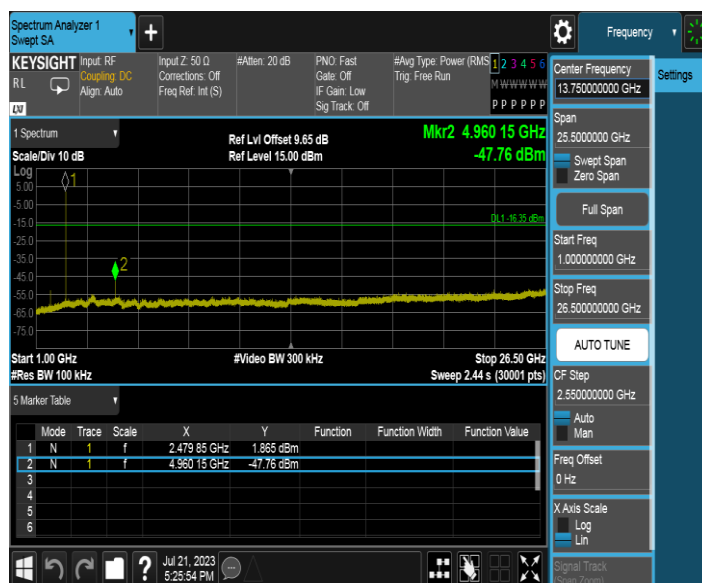 Spectrum Analyzer 1
Swept SA
+
Frequency
KEYSIGHT
RL
LXI
Input: RF
Coupling: DC
Align: Auto
Input Z: 50 Ω
Corrections: Off
Freq Ref: Int (S)
#Atten: 20 dB
PNO: Fast
Gate: Off
IF Gain: Low
Sig Track: Off
#Avg Type: Power (RMS
Trig: Free Run
1 2 3 4 5 6
M W W W W W
P P P P P P
1 Spectrum
Scale/Div 10 dB
Ref Lvl Offset 9.65 dB
Ref Level 15.00 dBm
Mkr2 4.960 15 GHz
-47.76 dBm
Log
5.00
-5.00
-15.0
-25.0
-35.0
-45.0
-55.0
-65.0
-75.0
1
2
DL1 -16.35 dBm
Start 1.00 GHz
#Res BW 100 kHz
#Video BW 300 kHz
Stop 26.50 GHz
Sweep 2.44 s (30001 pts)
5 Marker Table
Mode Trace Scale X Y Function Function Width Function Value
1 N 1 f 2.479 85 GHz 1.865 dBm
2 N 1 f 4.960 15 GHz -47.76 dBm
3
4
5
6
?
Jul 21, 2023
5:25:54 PM
Center Frequency
13.750000000 GHz
Settings
Span
25.5000000 GHz
Swept Span
Zero Span
Full Span
Start Freq
1.000000000 GHz
Stop Freq
26.500000000 GHz
AUTO TUNE
CF Step
2.550000000 GHz
Auto
Man
Freq Offset
0 Hz
X Axis Scale
Log
Lin
Signal Track
(Span Zoom)